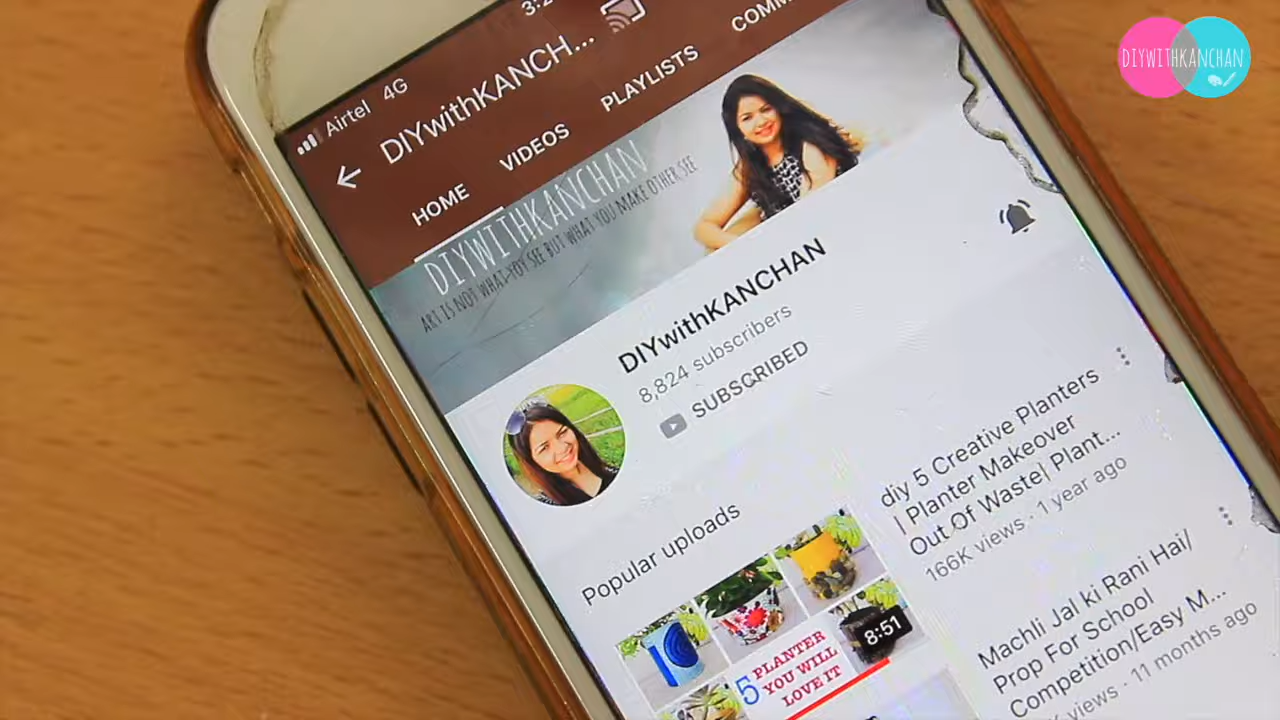 DIYWITHKANCHAN
Airtel 4G
DIYwithKANCH...
HOME
VIDEOS
PLAYLISTS
DIYWITHKANCHAN
ART IS NOT WHAT YOY SEE BUT WHAT YOU MAKE OTHER SEE
DIYwithKANCHAN
8,824 subscribers
SUBSCRIBED
Popular uploads
5 PLANTER
YOU WILL
LOVE IT
8:51
diy 5 Creative Planters
| Planter Makeover
Out Of Waste| Plant...
166K views · 1 year ago
Machli Jal ki Rani Hai/
Prop For School
Competition/Easy M...
views · 11 months ago